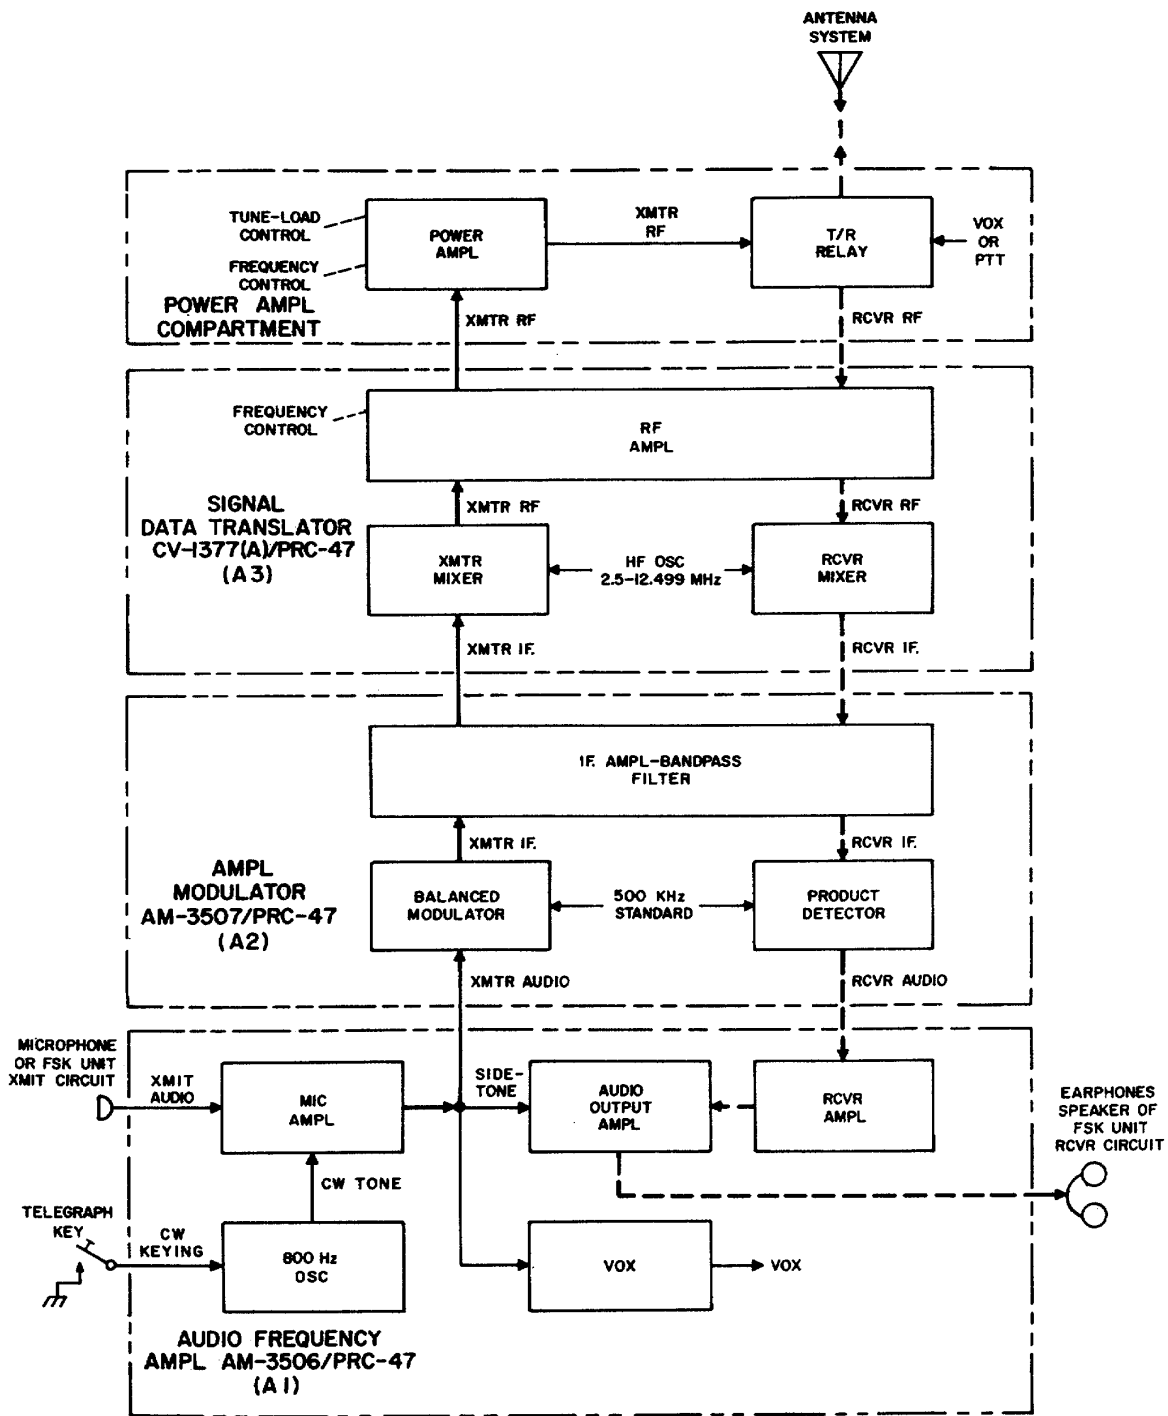 ANTENNA
SYSTEM
TUNE-LOAD
CONTROL
FREQUENCY
CONTROL
POWER
AMPL
XMTR
RF
T/R
RELAY
VOX
OR
PTT
POWER AMPL
COMPARTMENT
XMTR RF
RCVR RF
FREQUENCY
CONTROL
RF
AMPL
SIGNAL
DATA TRANSLATOR
CV-1377(A)/PRC-47
(A3)
XMTR RF
RCVR RF
XMTR
MIXER
HF OSC
2.5-12.499 MHz
RCVR
MIXER
XMTR IF.
RCVR IF.
IF. AMPL-BANDPASS
FILTER
XMTR IF.
RCVR IF.
AMPL
MODULATOR
AM-3507/PRC-47
(A2)
BALANCED
MODULATOR
500 KHz
STANDARD
PRODUCT
DETECTOR
XMTR AUDIO
RCVR AUDIO
MICROPHONE
OR FSK UNIT
XMIT CIRCUIT
XMIT
AUDIO
MIC
AMPL
SIDE-
TONE
AUDIO
OUTPUT
AMPL
RCVR
AMPL
EARPHONES
SPEAKER OF
FSK UNIT
RCVR CIRCUIT
CW TONE
TELEGRAPH
KEY
CW
KEYING
800 Hz
OSC
VOX
VOX
AUDIO FREQUENCY
AMPL AM-3506/PRC-47
(A1)